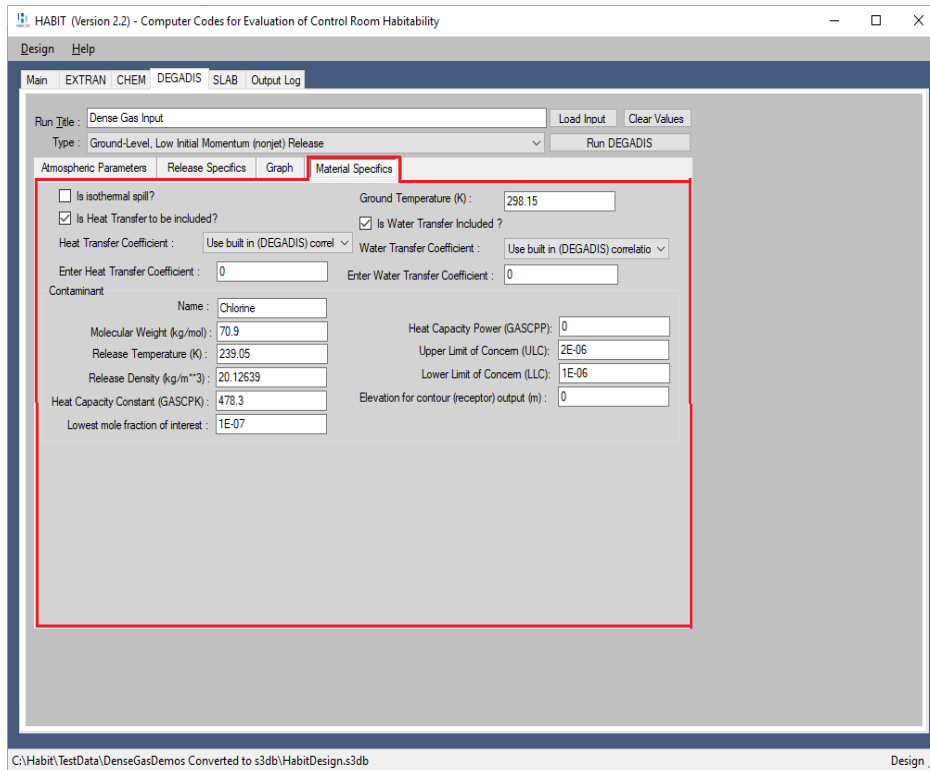 HABIT (Version 2.2) - Computer Codes for Evaluation of Control Room Habitability
Design Help
Main EXTRAN CHEM DEGADIS SLAB Output Log
Run Title : Dense Gas Input Load Input Clear Values
Type : Ground-Level, Low Initial Momentum (nonjet) Release Run DEGADIS
Atmospheric Parameters Release Specifics Graph Material Specifics
Is isothermal spill? Ground Temperature (K) : 298.15
Is Heat Transfer to be included? Is Water Transfer Included ?
Heat Transfer Coefficient : Use built in (DEGADIS) correl Water Transfer Coefficient : Use built in (DEGADIS) correlatio
Enter Heat Transfer Coefficient : 0 Enter Water Transfer Coefficient : 0
Contaminant
Name : Chlorine
Molecular Weight (kg/mol) : 70.9 Heat Capacity Power (GASCPP): 0
Release Temperature (K) : 239.05 Upper Limit of Concern (ULC): 2E-06
Release Density (kg/m**3) : 20.12639 Lower Limit of Concern (LLC): 1E-06
Heat Capacity Constant (GASCPK) : 478.3 Elevation for contour (receptor) output (m) : 0
Lowest mole fraction of interest : 1E-07
C:\Habit\TestData\DenseGasDemos Converted to s3db\HabitDesign.s3db Design